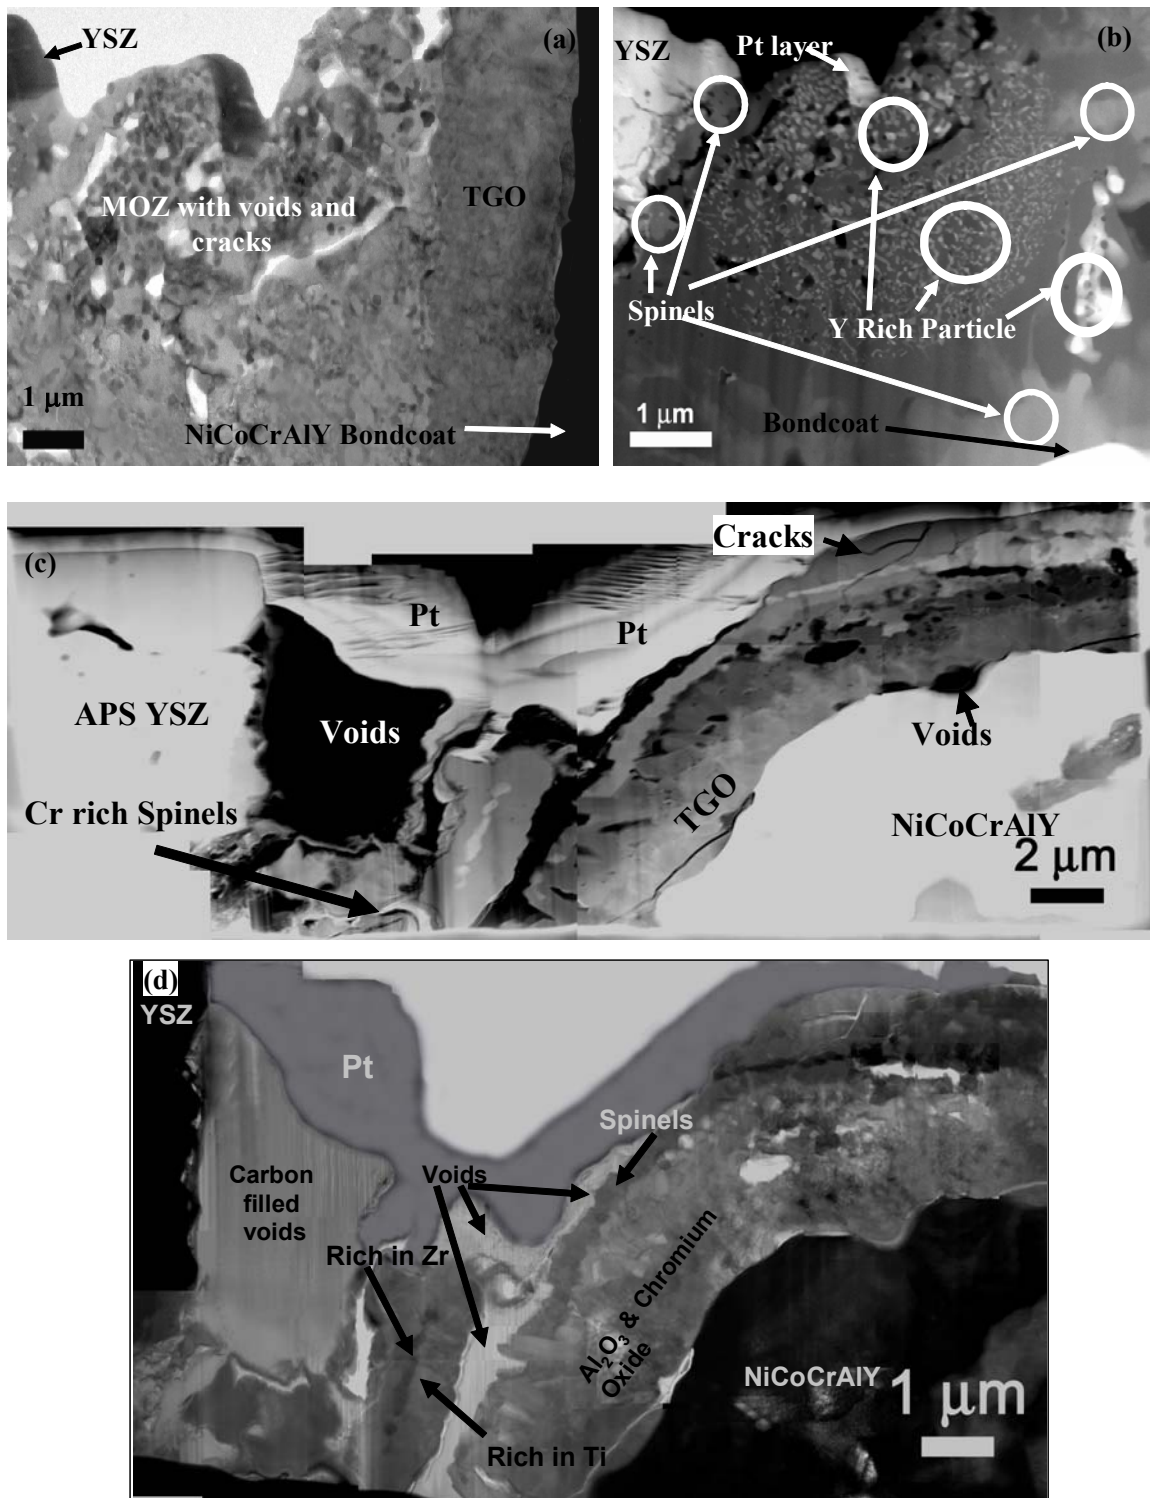 (a)
YSZ
MOZ with voids and
cracks
TGO
1 μm
NiCoCrAlY Bondcoat
(b)
YSZ
Pt layer
Spinels
Y Rich Particle
1 μm
Bondcoat
(c)
Cracks
Pt
Pt
APS YSZ
Voids
Voids
Cr rich Spinels
TGO
NiCoCrAlY
2 μm
(d)
YSZ
Pt
Spinels
Carbon
filled
voids
Voids
Rich in Zr
Al₂O₃ & Chromium
Oxide
NiCoCrAlY
1 μm
Rich in Ti